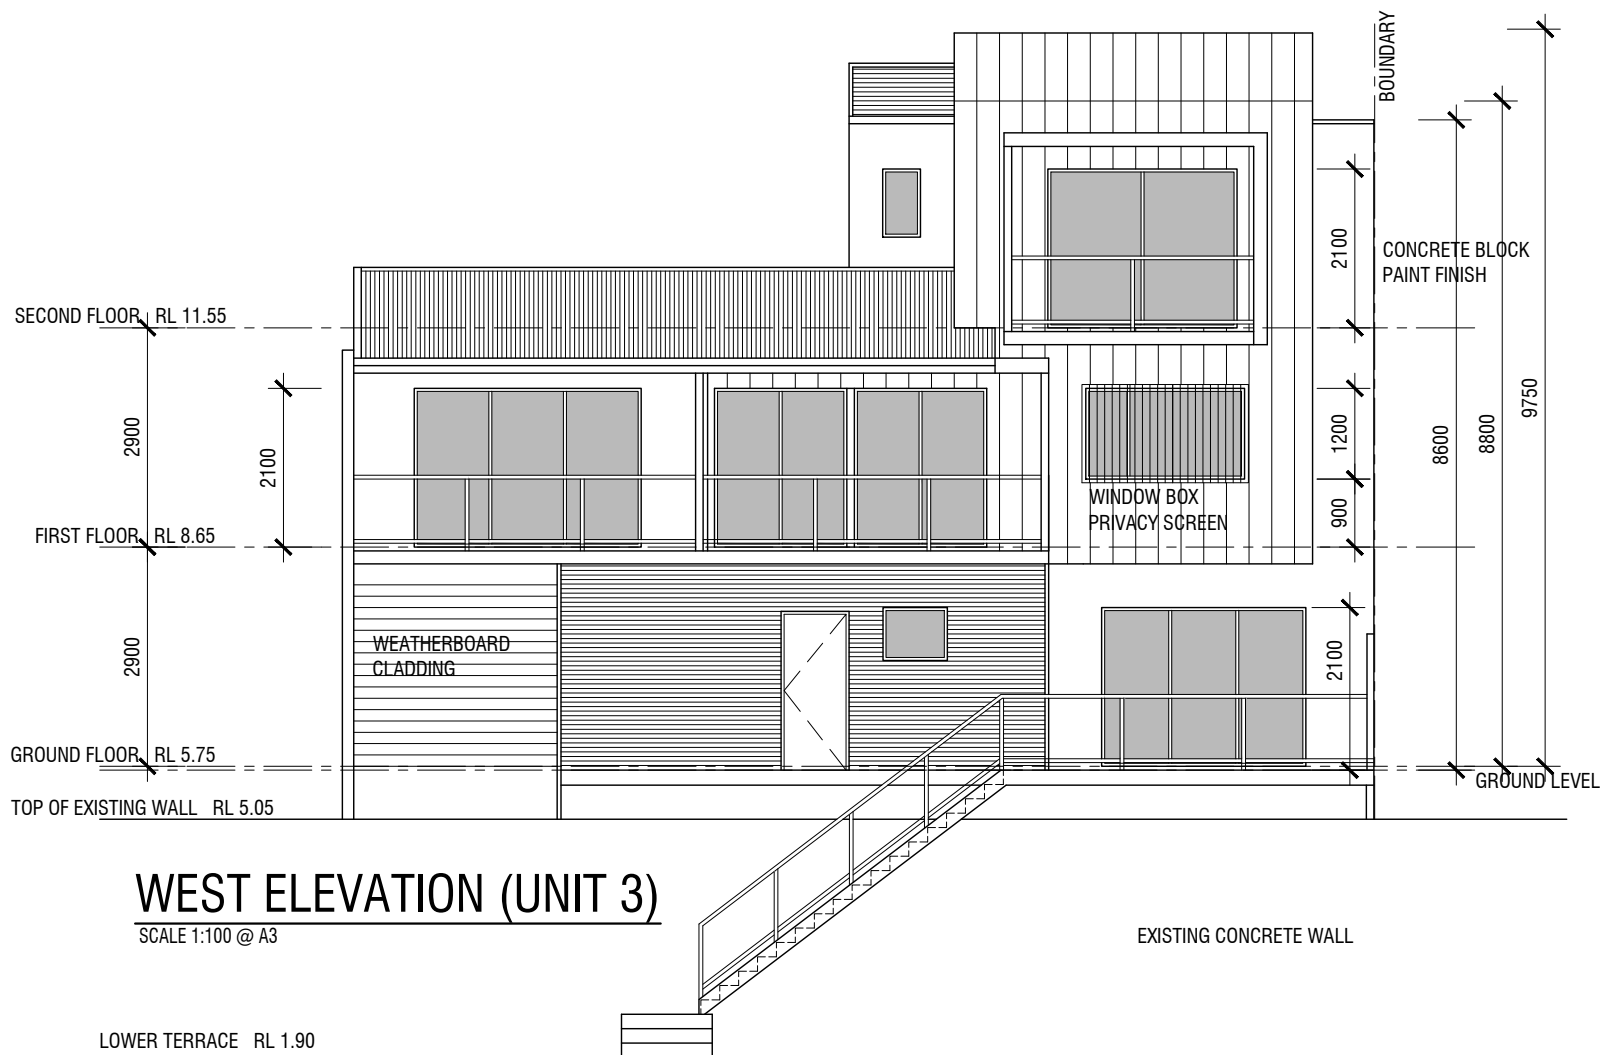 BOUNDARY
9750
8800
8600
2100
CONCRETE BLOCK
PAINT FINISH
SECOND FLOOR   RL 11.55
2900
2100
1200
900
WINDOW BOX
PRIVACY SCREEN
FIRST FLOOR   RL 8.65
2900
WEATHERBOARD
CLADDING
2100
GROUND FLOOR   RL 5.75
GROUND LEVEL
TOP OF EXISTING WALL   RL 5.05
WEST ELEVATION (UNIT 3)
SCALE 1:100 @ A3
EXISTING CONCRETE WALL
LOWER TERRACE   RL 1.90